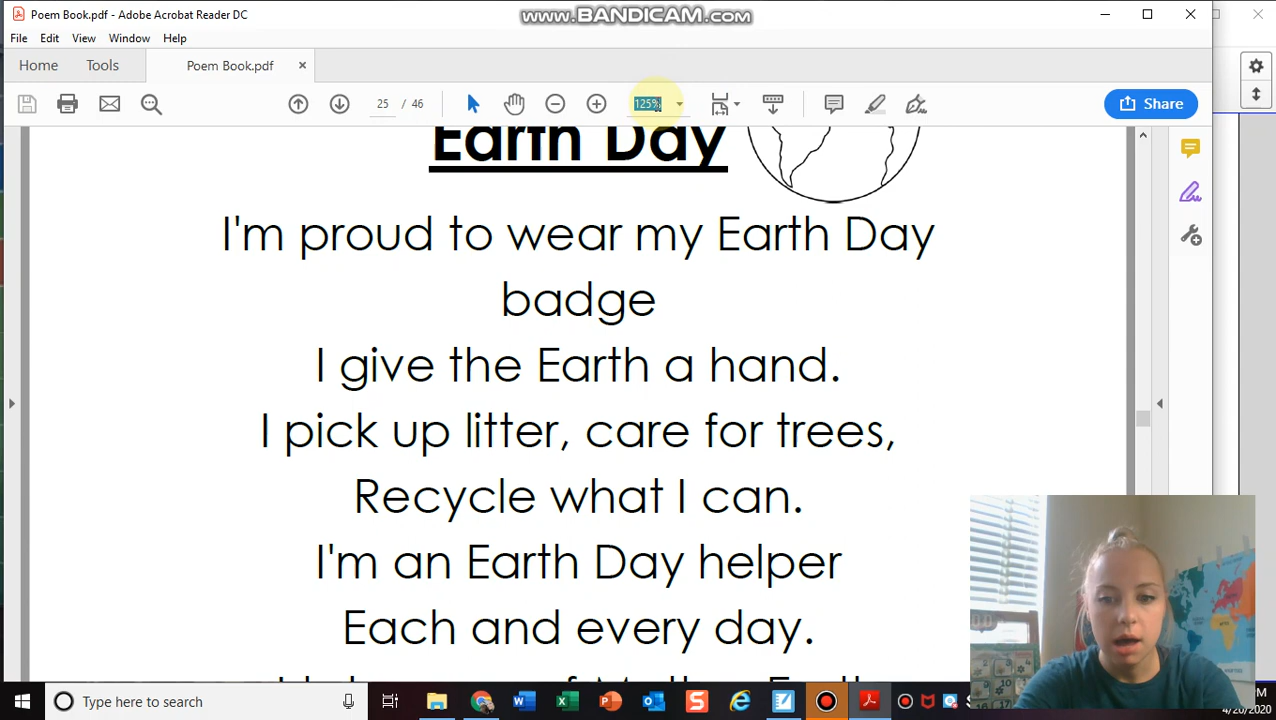 Poem Book.pdf - Adobe Acrobat Reader DC
www.BANDICAM.com
File Edit View Window Help
Home Tools Poem Book.pdf ×
25 / 46 125% Share
Earth Day
I'm proud to wear my Earth Day
badge
I give the Earth a hand.
I pick up litter, care for trees,
Recycle what I can.
I'm an Earth Day helper
Each and every day.
Type here to search
4/20/2020